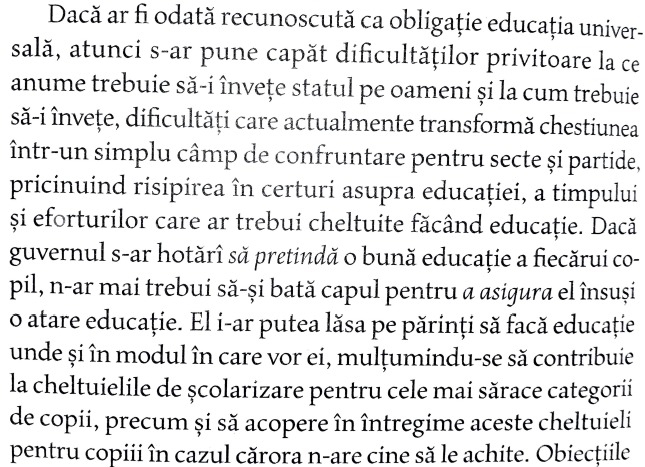 Dacă ar fi odată recunoscută ca obligație educația univer-
sală, atunci s-ar pune capăt dificultăților privitoare la ce
anume trebuie să-i învețe statul pe oameni și la cum trebuie
să-i învețe, dificultăți care actualmente transformă chestiunea
într-un simplu câmp de confruntare pentru secte și partide,
pricinuind risipirea în certuri asupra educației, a timpului
și eforturilor care ar trebui cheltuite făcând educație. Dacă
guvernul s-ar hotărî să pretindă o bună educație a fiecărui co-
pil, n-ar mai trebui să-și bată capul pentru a asigura el însuși
o atare educație. El i-ar putea lăsa pe părinți să facă educație
unde și în modul în care vor ei, mulțumindu-se să contribuie
la cheltuielile de școlarizare pentru cele mai sărace categorii
de copii, precum și să acopere în întregime aceste cheltuieli
pentru copiii în cazul cărora n-are cine să le achite. Obiecțiile